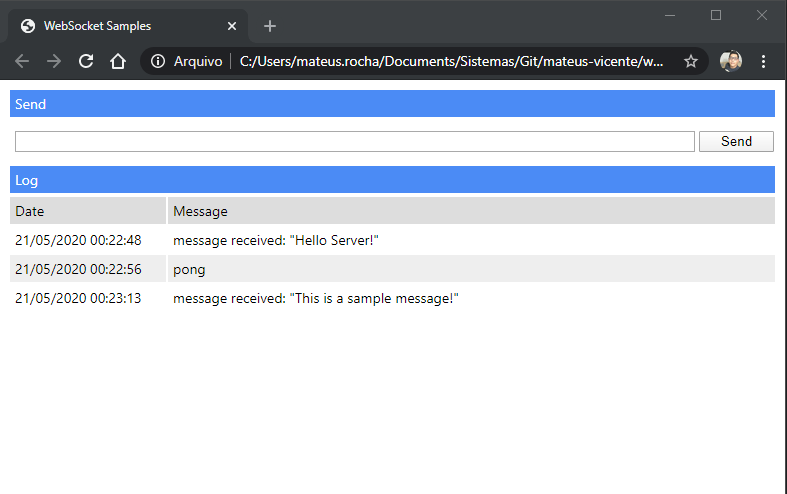 WebSocket Samples
Arquivo C:/Users/mateus.rocha/Documents/Sistemas/Git/mateus-vicente/w...
Send
Send
Log
Date Message
21/05/2020 00:22:48 message received: "Hello Server!"
21/05/2020 00:22:56 pong
21/05/2020 00:23:13 message received: "This is a sample message!"